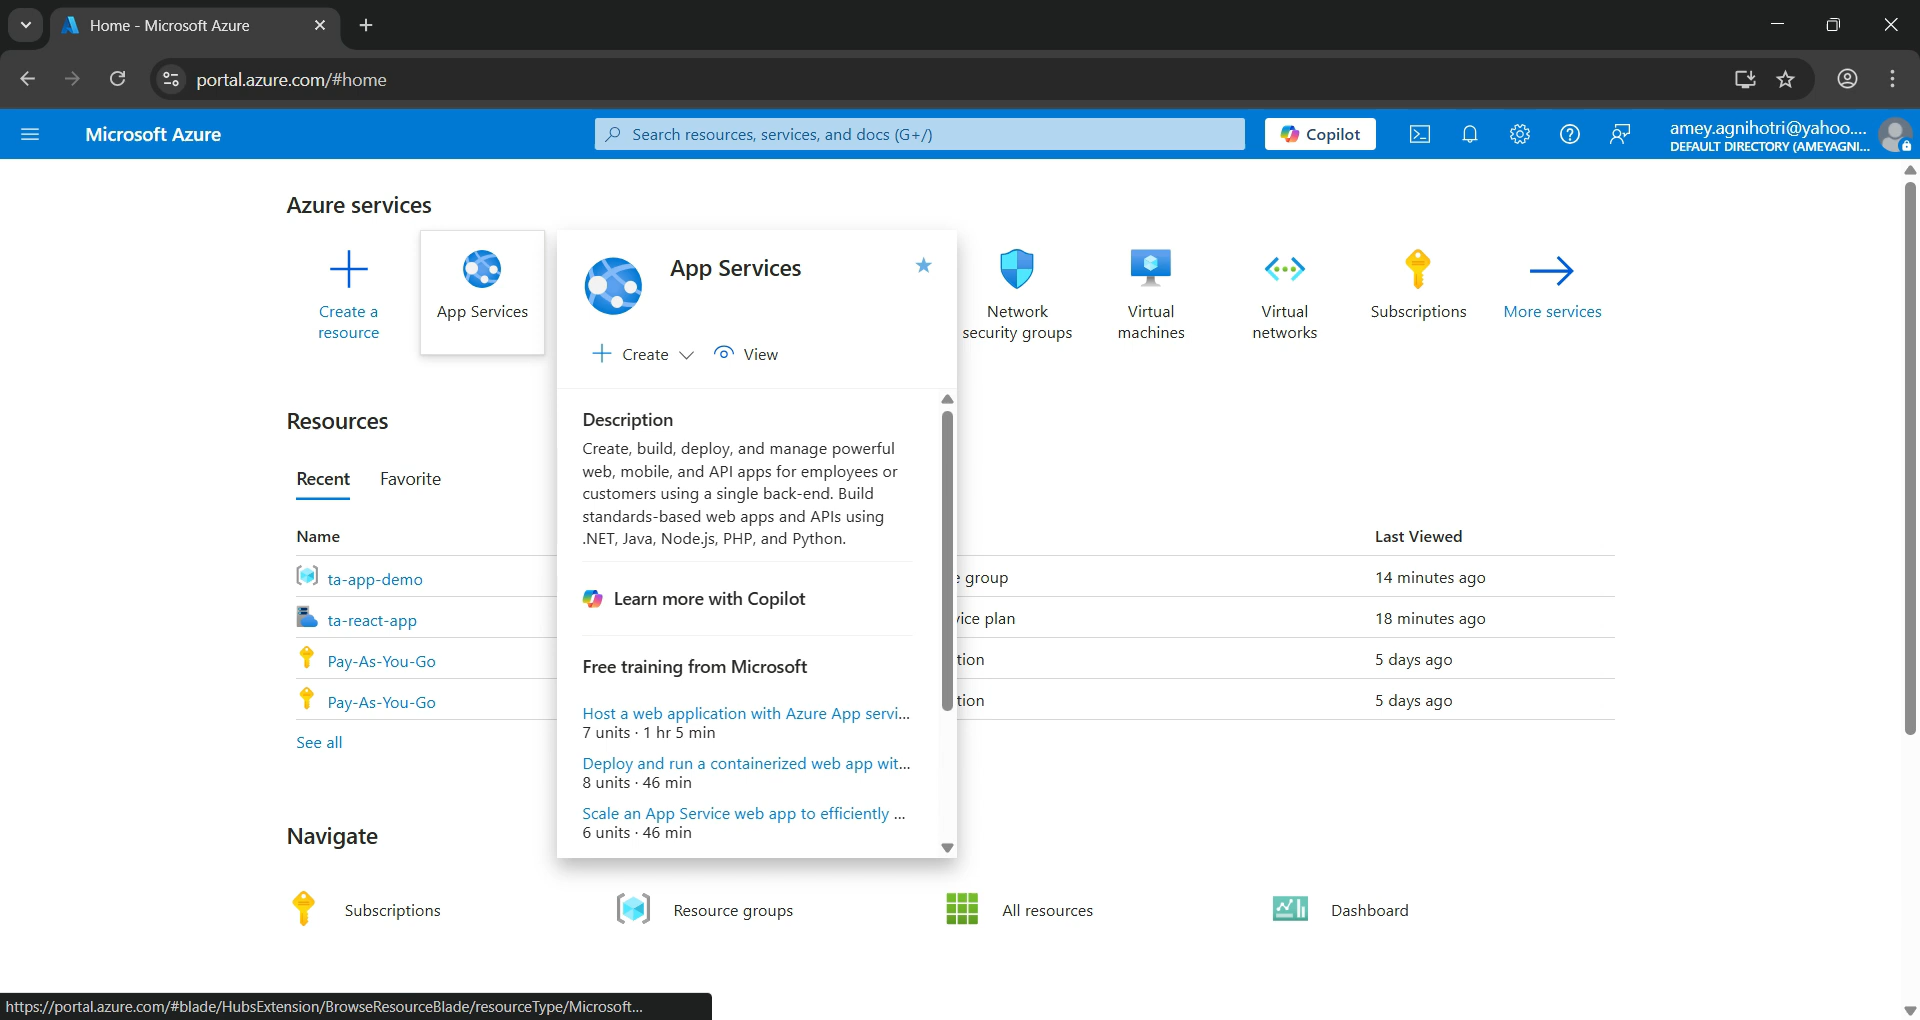 Home - Microsoft Azure
portal.azure.com/#home
Microsoft Azure
Search resources, services, and docs (G+/)
Copilot
amey.agnihotri@yahoo....
DEFAULT DIRECTORY (AMEYAGNI...
Azure services
Create a
resource
App Services
App Services
Create
View
Network
security groups
Virtual
machines
Virtual
networks
Subscriptions
More services
Resources
Recent
Favorite
Description
Create, build, deploy, and manage powerful
web, mobile, and API apps for employees or
customers using a single back-end. Build
standards-based web apps and APIs using
.NET, Java, Node.js, PHP, and Python.
Learn more with Copilot
Free training from Microsoft
Host a web application with Azure App servi...
7 units · 1 hr 5 min
Deploy and run a containerized web app wit...
8 units · 46 min
Scale an App Service web app to efficiently ...
6 units · 46 min
Name
Last Viewed
ta-app-demo
group
14 minutes ago
ta-react-app
vice plan
18 minutes ago
Pay-As-You-Go
tion
5 days ago
Pay-As-You-Go
tion
5 days ago
See all
Navigate
Subscriptions
Resource groups
All resources
Dashboard
https://portal.azure.com/#blade/HubsExtension/BrowseResourceBlade/resourceType/Microsoft...